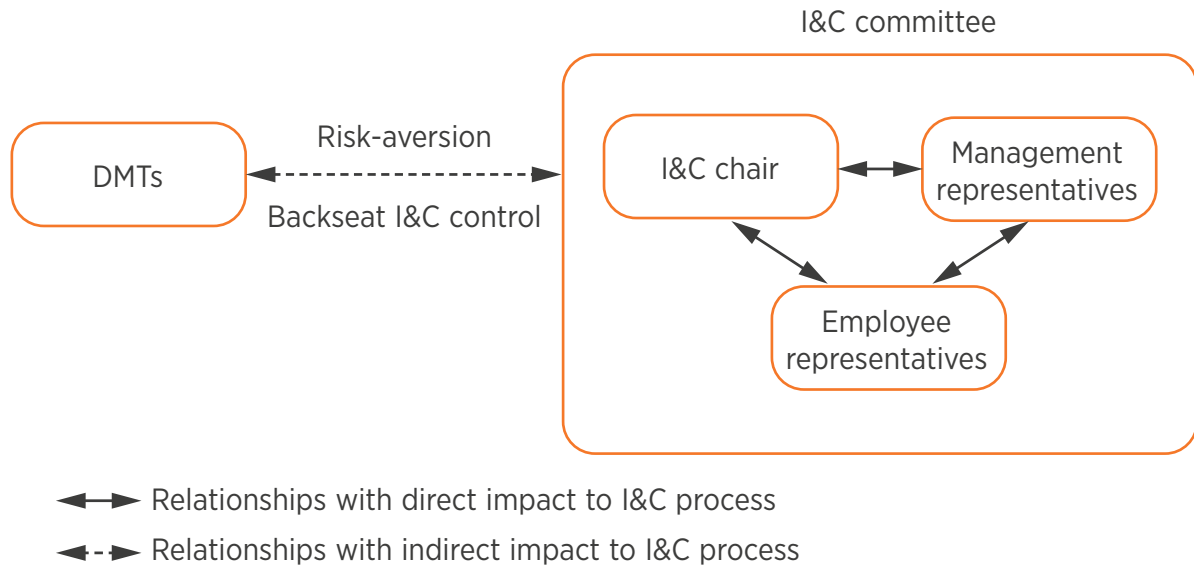 I&C committee
DMTs
Risk-aversion
Backseat I&C control
I&C chair
Management
representatives
Employee
representatives
Relationships with direct impact to I&C process
Relationships with indirect impact to I&C process